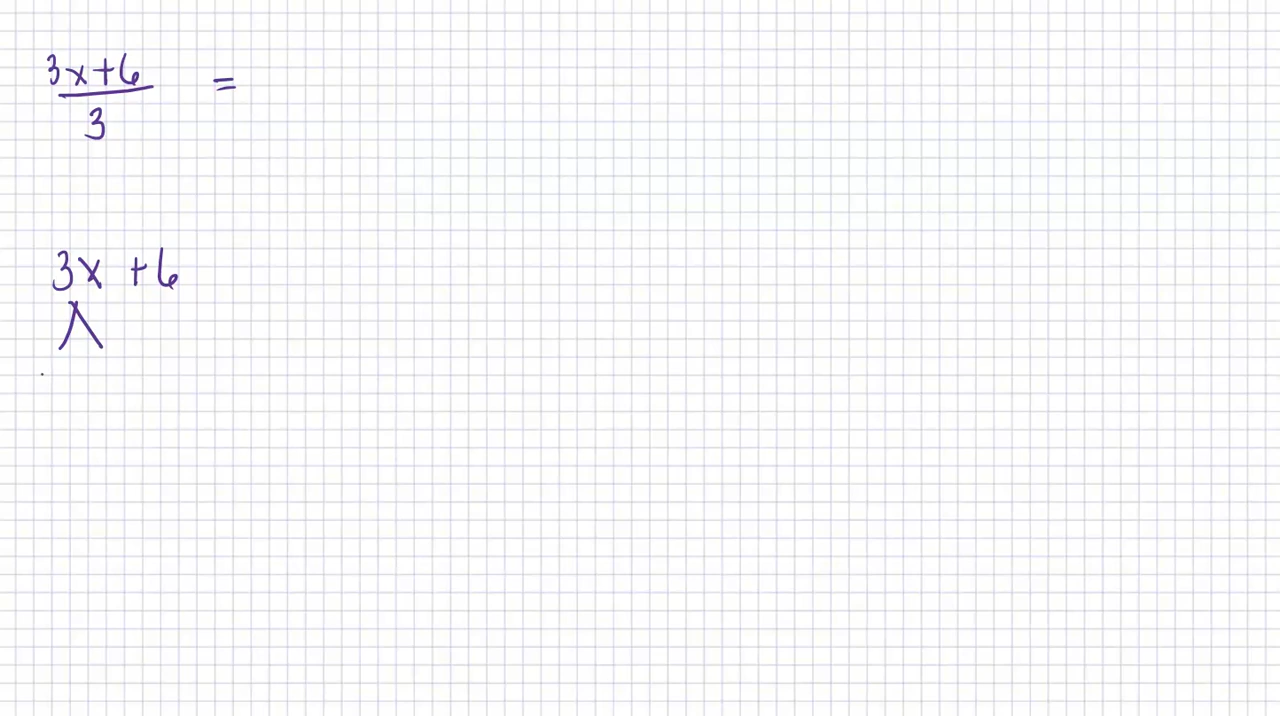 3x+6
—— =
3
3x +6